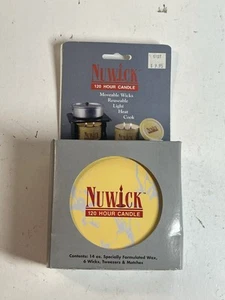 NUWICK
120 HOUR CANDLE
Moveable Wicks
Renewable
Light
Heat
Cook
NUWICK
120 HOUR CANDLE
Contents: 14 oz. Specially Formulated Wax,
6 Wicks, Tweezers & Matches